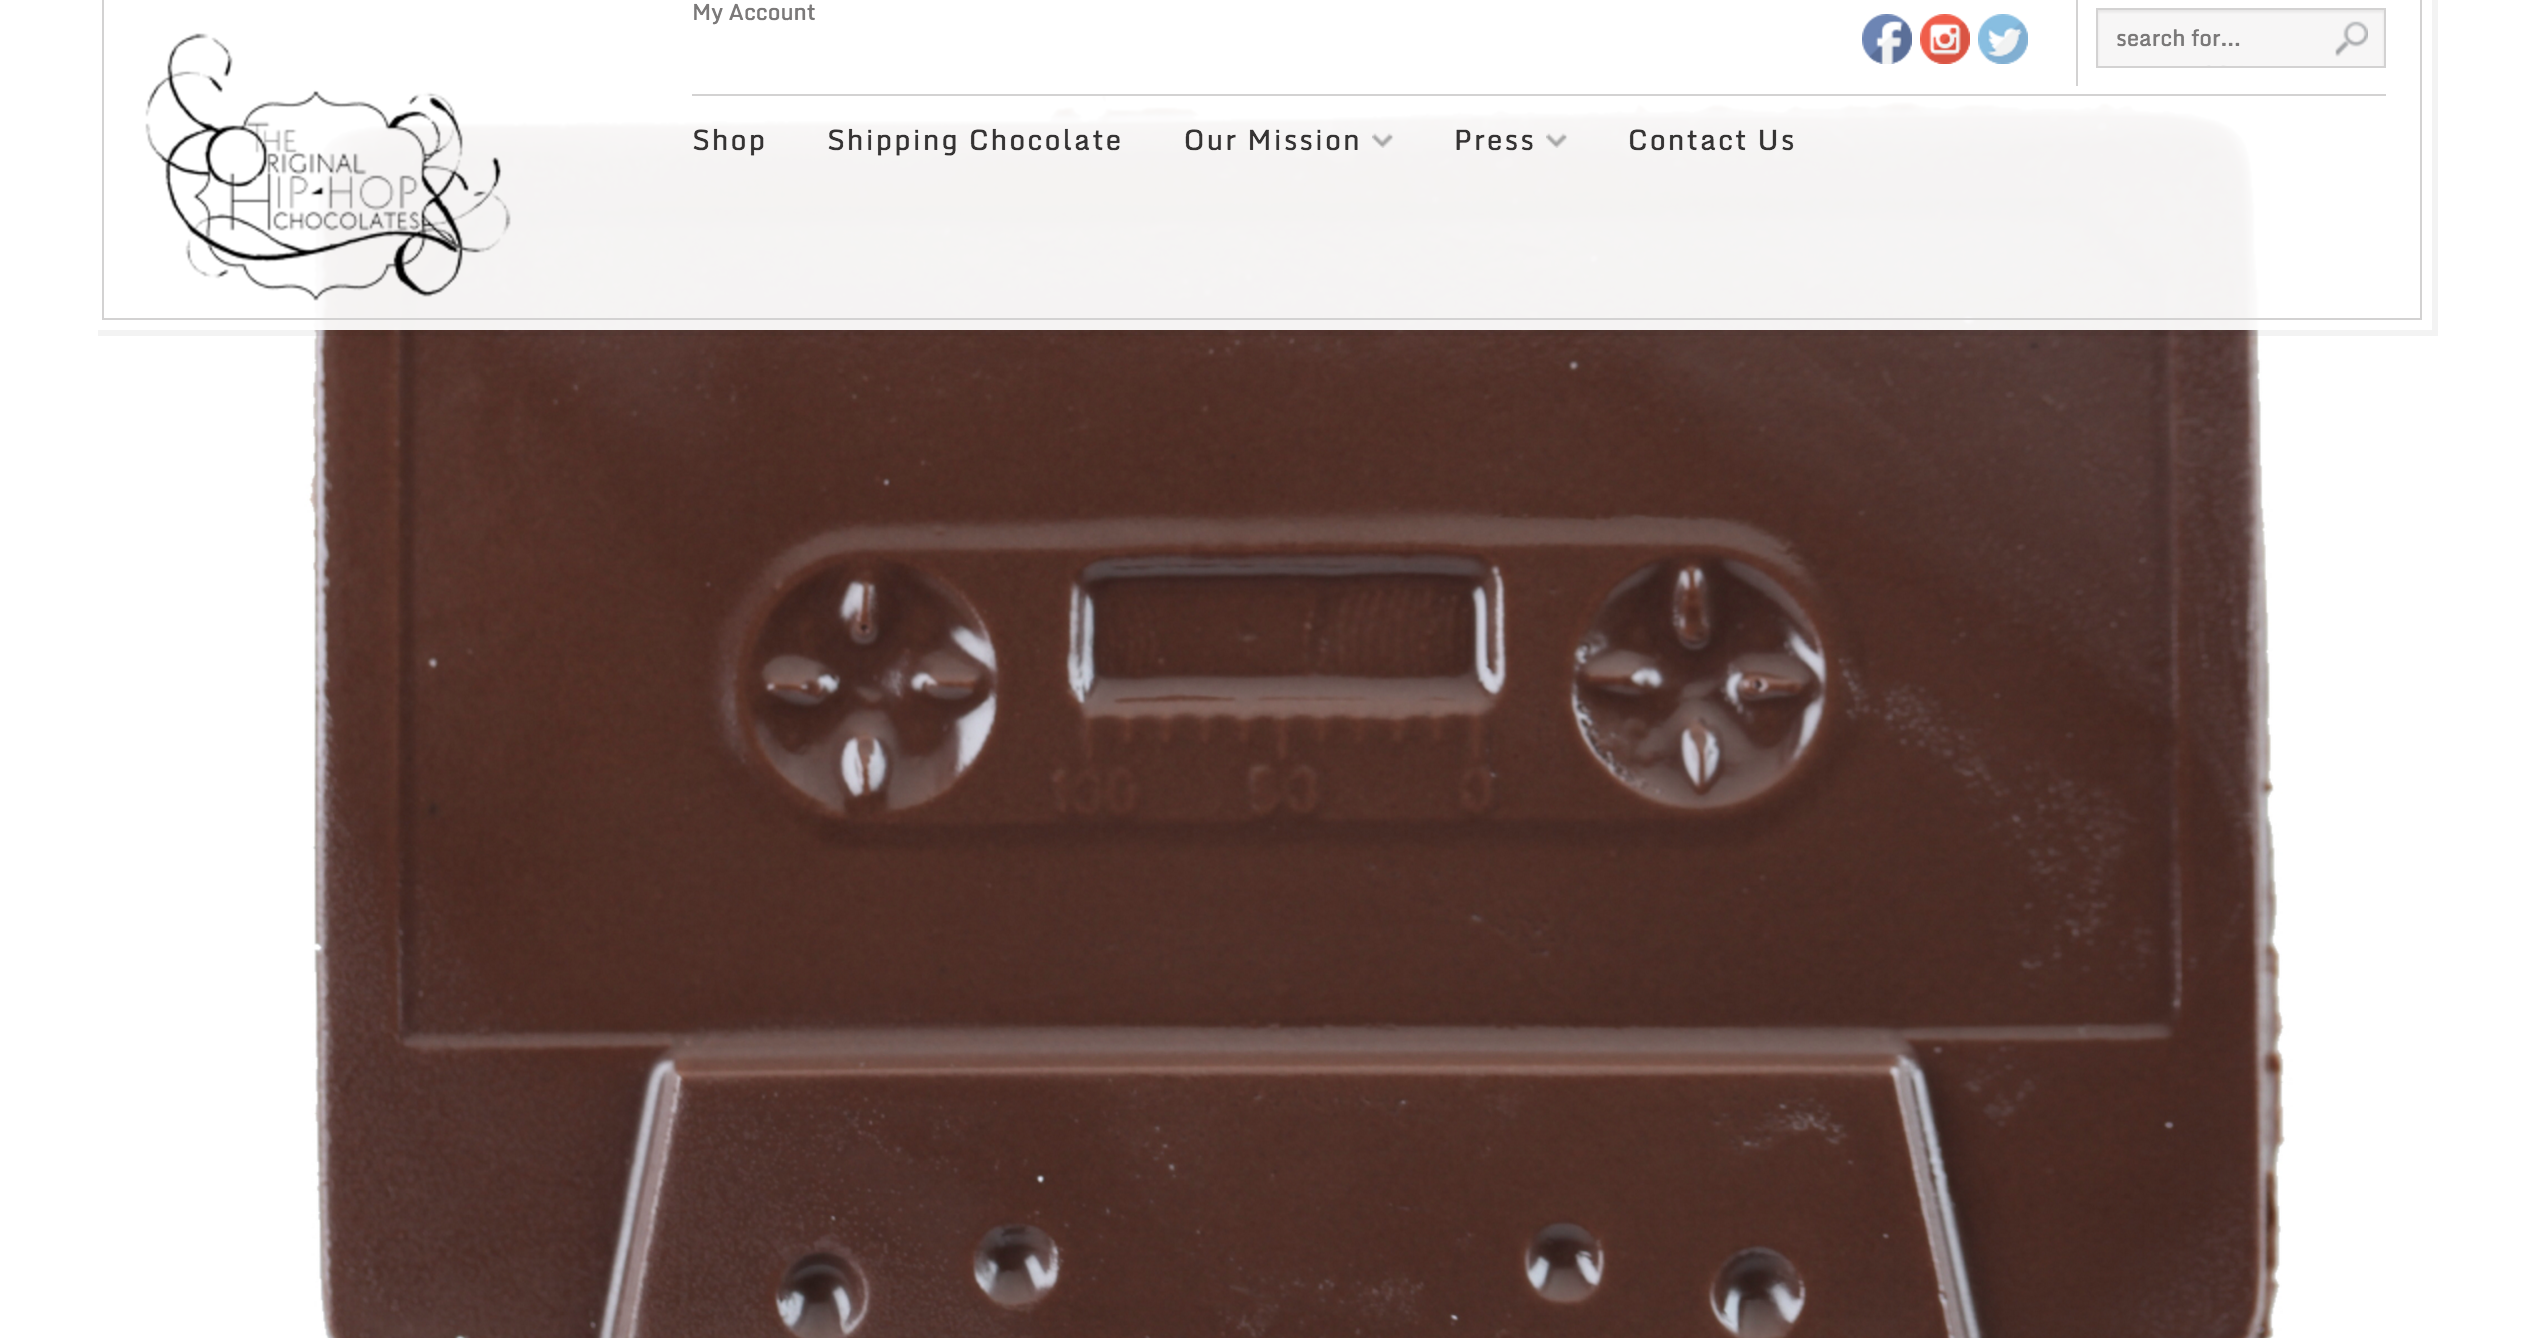 My Account
search for...
THE
ORIGINAL
HIP-HOP
CHOCOLATES
Shop Shipping Chocolate Our Mission Press Contact Us
100 50 0